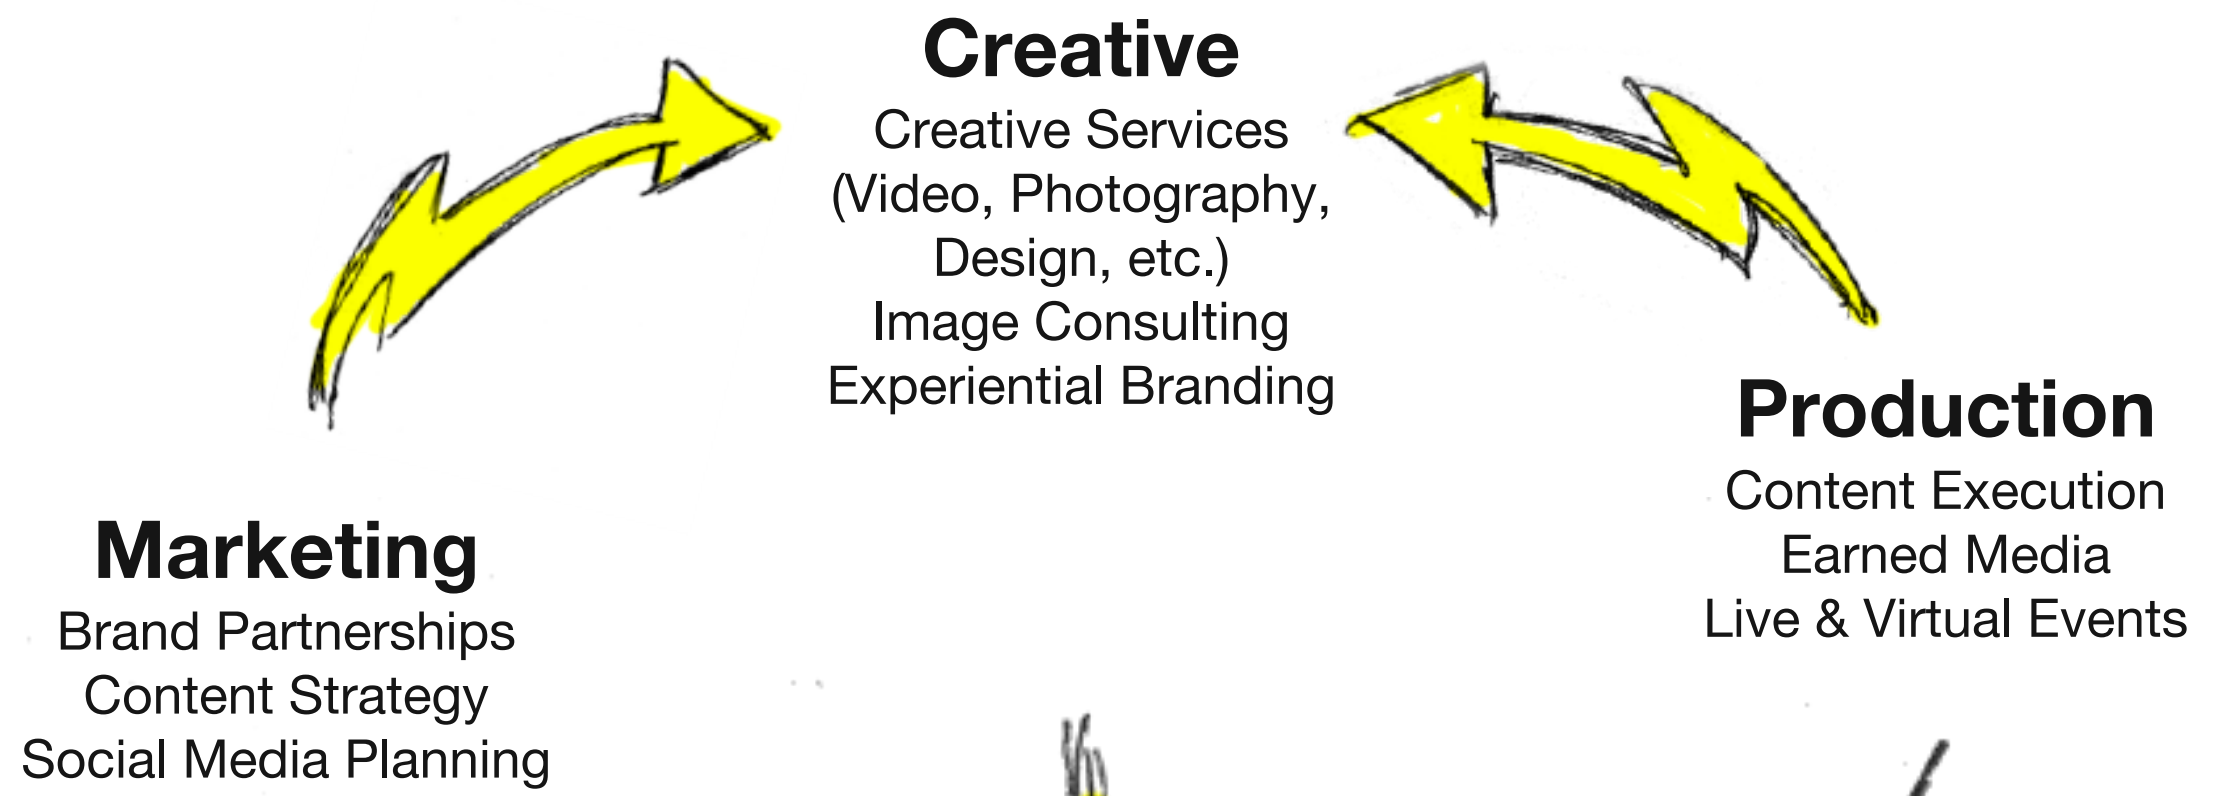 Creative
Creative Services
(Video, Photography,
Design, etc.)
Image Consulting
Experiential Branding
Production
Content Execution
Earned Media
Live & Virtual Events
Marketing
Brand Partnerships
Content Strategy
Social Media Planning